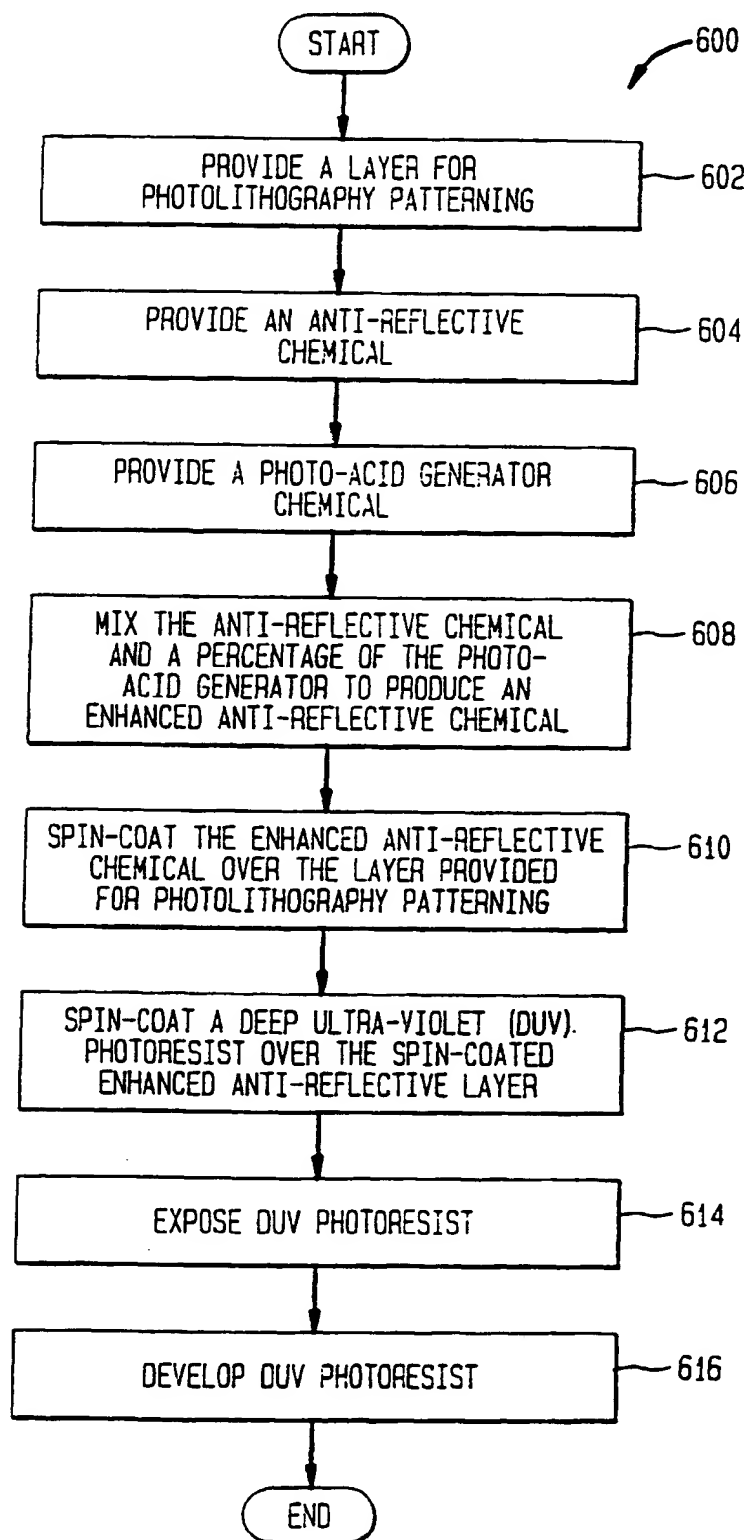 START
600
PROVIDE A LAYER FOR
PHOTOLITHOGRAPHY PATTERNING
602
PROVIDE AN ANTI-REFLECTIVE
CHEMICAL
604
PROVIDE A PHOTO-ACID GENERATOR
CHEMICAL
606
MIX THE ANTI-REFLECTIVE CHEMICAL
AND A PERCENTAGE OF THE PHOTO-
ACID GENERATOR TO PRODUCE AN
ENHANCED ANTI-REFLECTIVE CHEMICAL
608
SPIN-COAT THE ENHANCED ANTI-REFLECTIVE
CHEMICAL OVER THE LAYER PROVIDED
FOR PHOTOLITHOGRAPHY PATTERNING
610
SPIN-COAT A DEEP ULTRA-VIOLET (DUV).
PHOTORESIST OVER THE SPIN-COATED
ENHANCED ANTI-REFLECTIVE LAYER
612
EXPOSE DUV PHOTORESIST
614
DEVELOP DUV PHOTORESIST
616
END